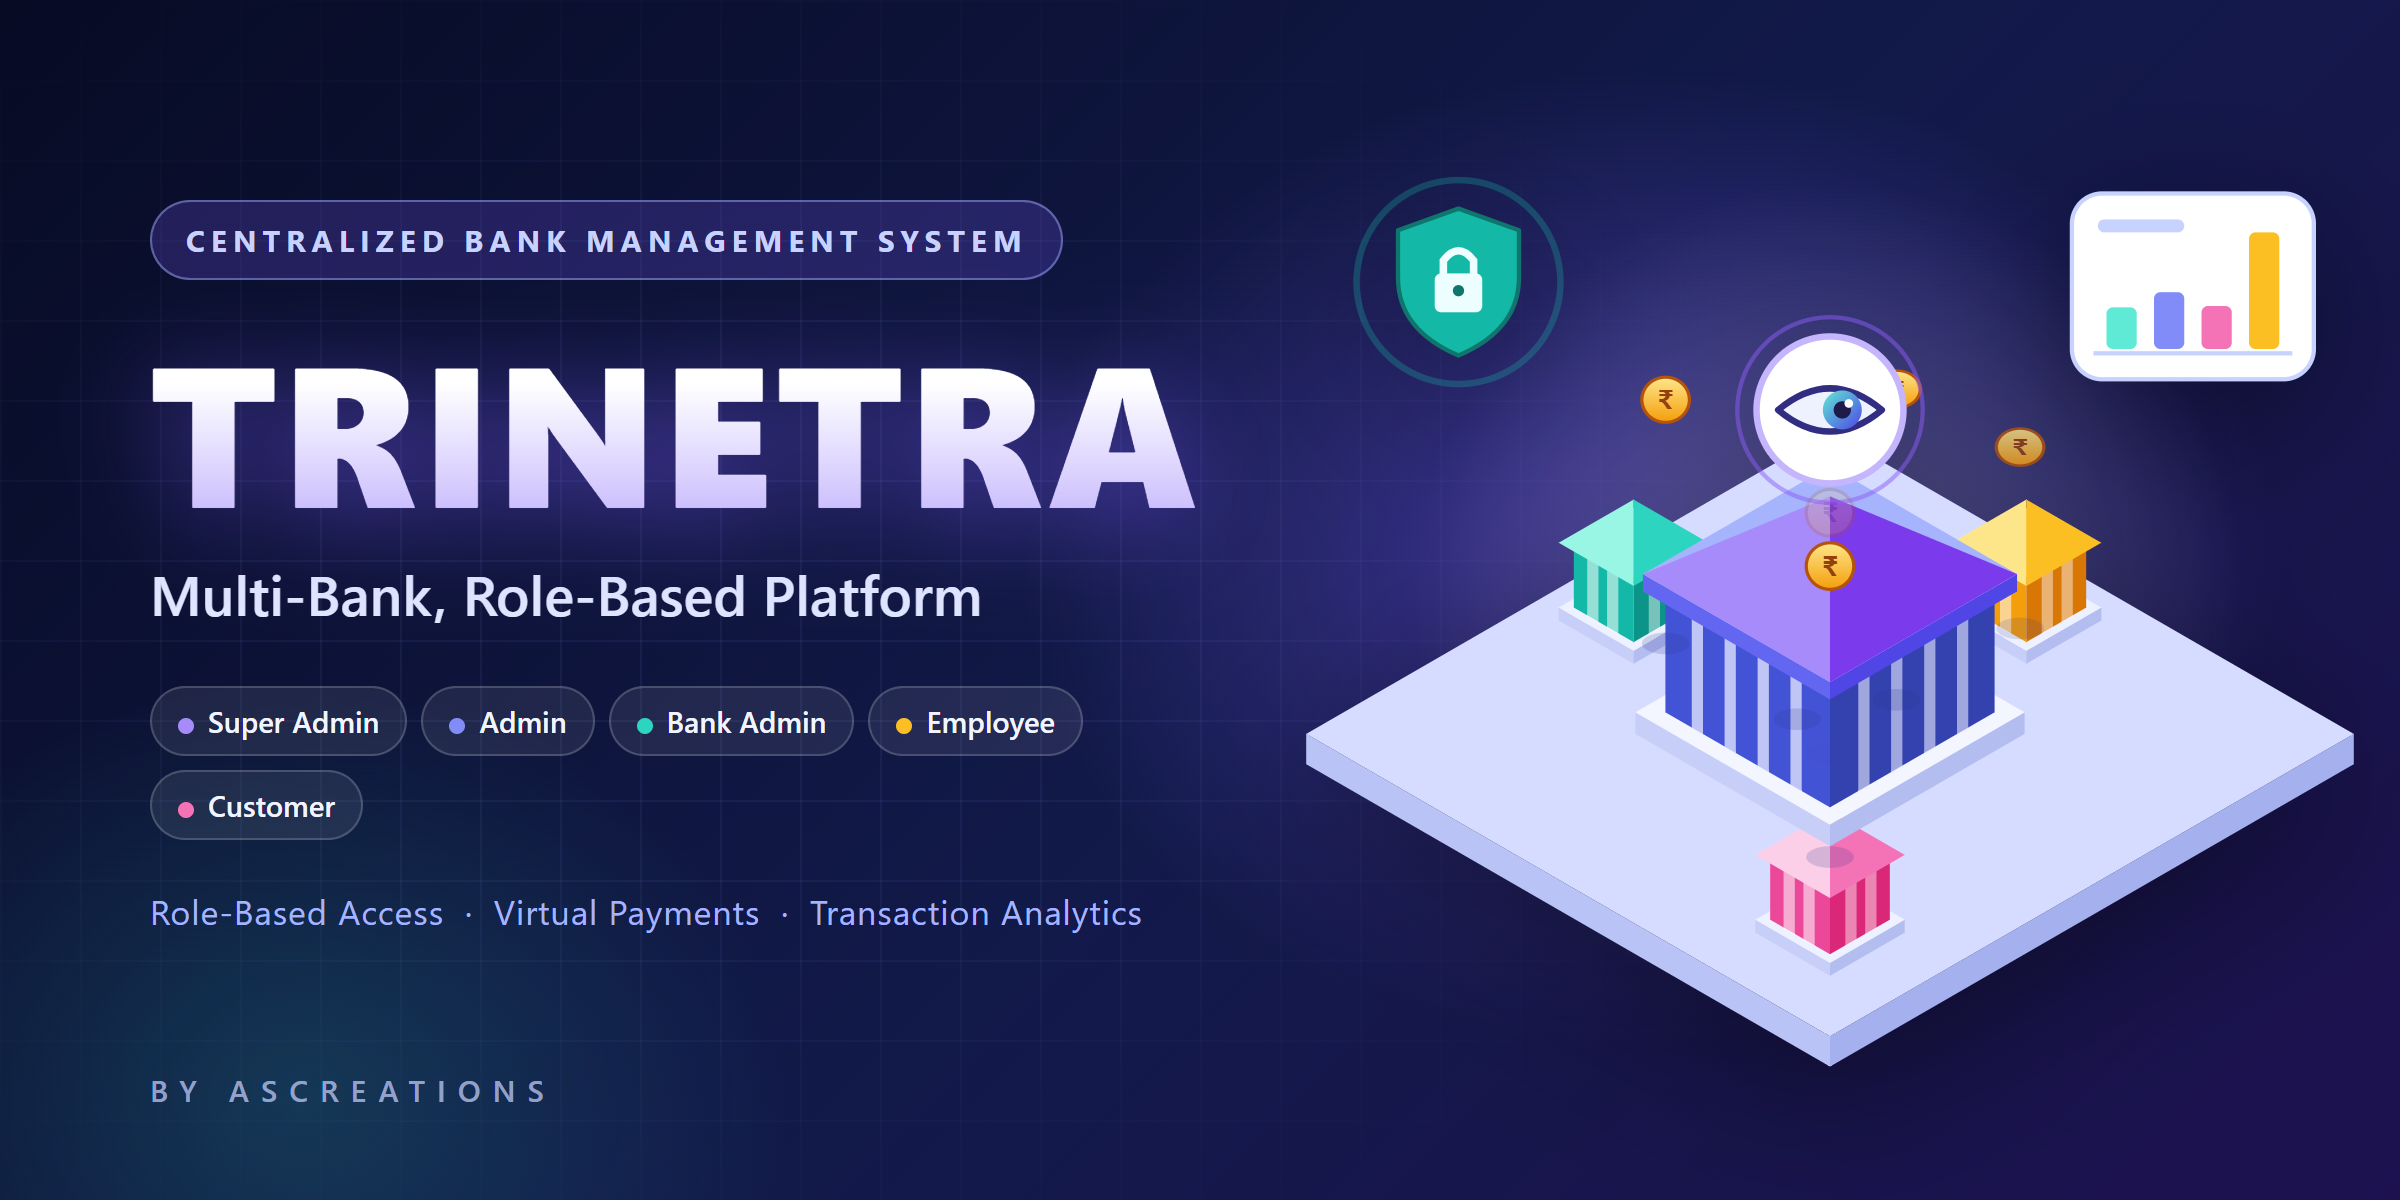 CENTRALIZED BANK MANAGEMENT SYSTEM
TRINETRA
Multi-Bank, Role-Based Platform
Super Admin
Admin
Bank Admin
Employee
Customer
Role-Based Access · Virtual Payments · Transaction Analytics
BY ASCREATIONS
₹
₹
₹
₹